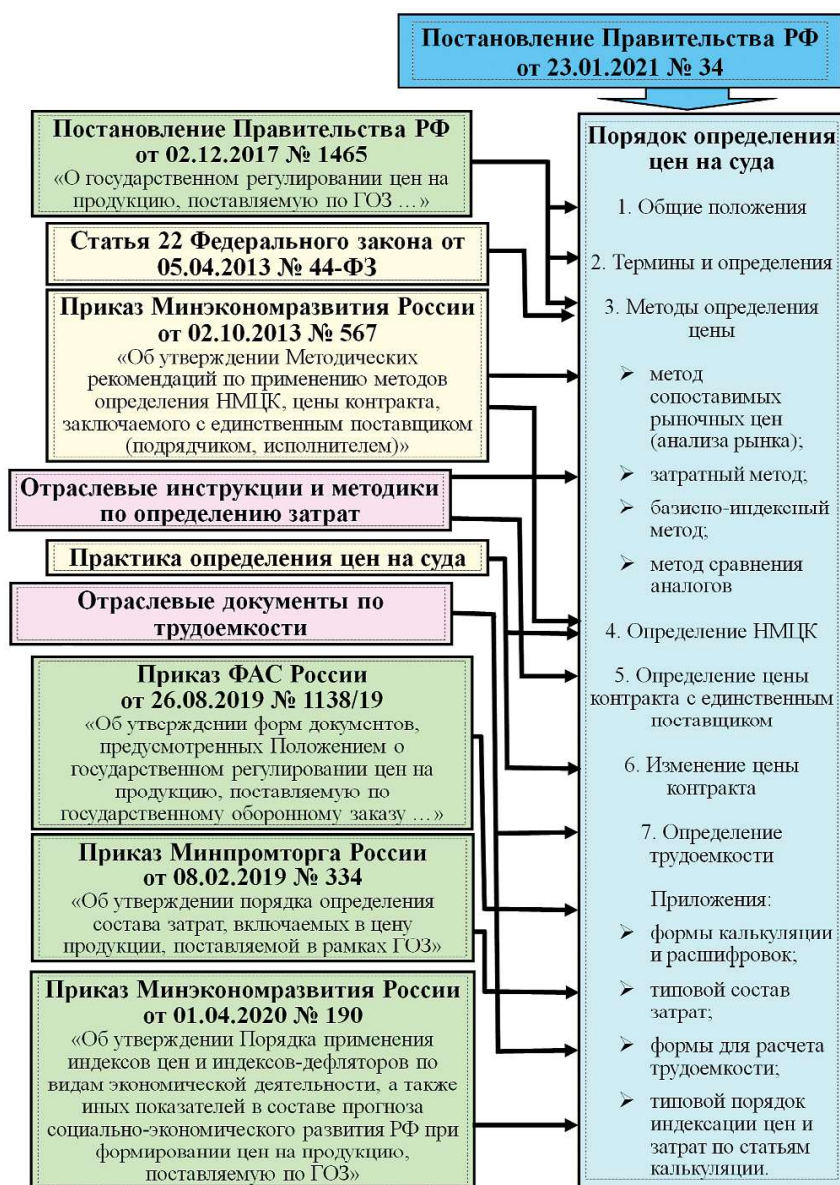 Постановление Правительства РФ
от 23.01.2021 № 34
Постановление Правительства РФ
от 02.12.2017 № 1465
«О государственном регулировании цен на
продукцию, поставляемую по ГОЗ ...»
Статья 22 Федерального закона от
05.04.2013 № 44-ФЗ
Приказ Минэкономразвития России
от 02.10.2013 № 567
«Об утверждении Методических
рекомендаций по применению методов
определения НМЦК, цены контракта,
заключаемого с единственным поставщиком
(подрядчиком, исполнителем)»
Отраслевые инструкции и методики
по определению затрат
Практика определения цен на суда
Отраслевые документы по
трудоемкости
Приказ ФАС России
от 26.08.2019 № 1138/19
«Об утверждении форм документов,
предусмотренных Положением о
государственном регулировании цен на
продукцию, поставляемую по
государственному оборонному заказу ...»
Приказ Минпромторга России
от 08.02.2019 № 334
«Об утверждении порядка определения
состава затрат, включаемых в цену
продукции, поставляемой в рамках ГОЗ»
Приказ Минэкономразвития России
от 01.04.2020 № 190
«Об утверждении Порядка применения
индексов цен и индексов-дефляторов по
видам экономической деятельности, а также
иных показателей в составе прогноза
социально-экономического развития РФ при
формировании цен на продукцию,
поставляемую по ГОЗ»
Порядок определения
цен на суда
1. Общие положения
2. Термины и определения
3. Методы определения
цены
➢ метод
сопоставимых
рыночных цен
(анализа рынка);
➢ затратный метод;
➢ базисно-индексный
метод;
➢ метод сравнения
аналогов
4. Определение НМЦК
5. Определение цены
контракта с единственным
поставщиком
6. Изменение цены
контракта
7. Определение
трудоемкости
Приложения:
➢ формы калькуляции
и расшифровок;
➢ типовой состав
затрат;
➢ формы для расчета
трудоемкости;
➢ типовой порядок
индексации цен и
затрат по статьям
калькуляции.